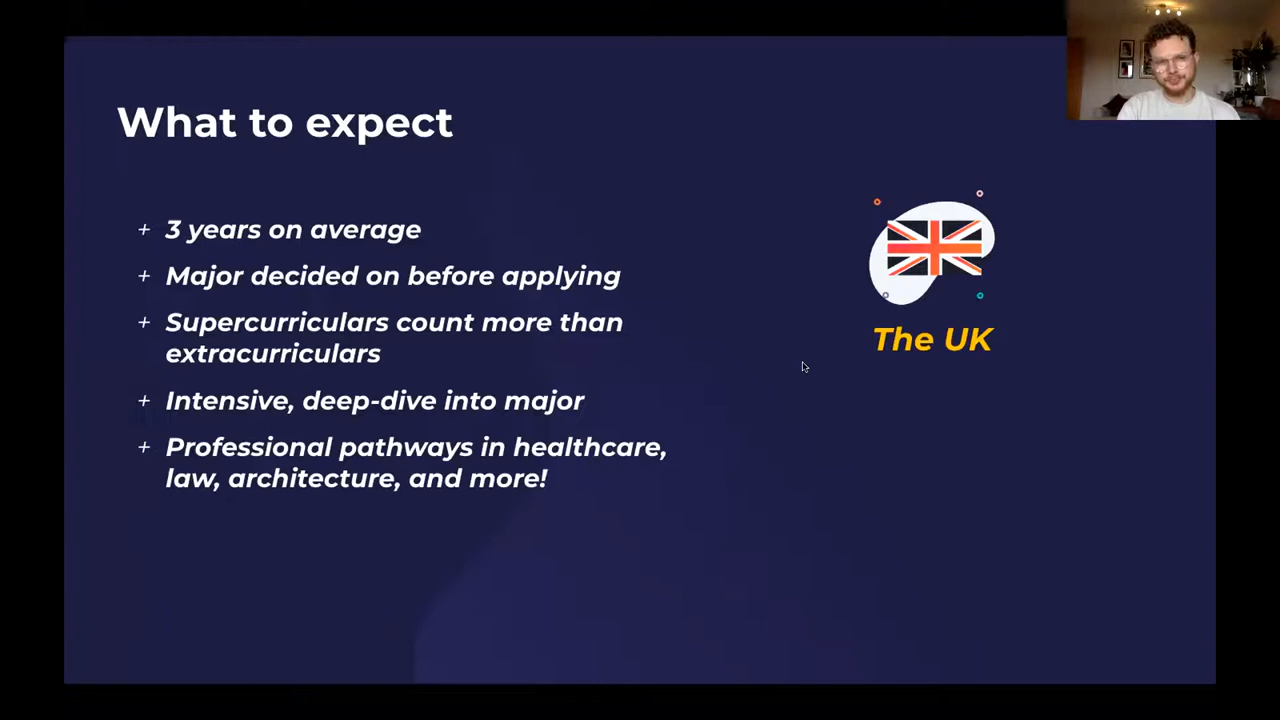 What to expect
+ 3 years on average
+ Major decided on before applying
+ Supercurriculars count more than
extracurriculars
+ Intensive, deep-dive into major
+ Professional pathways in healthcare,
law, architecture, and more!
The UK